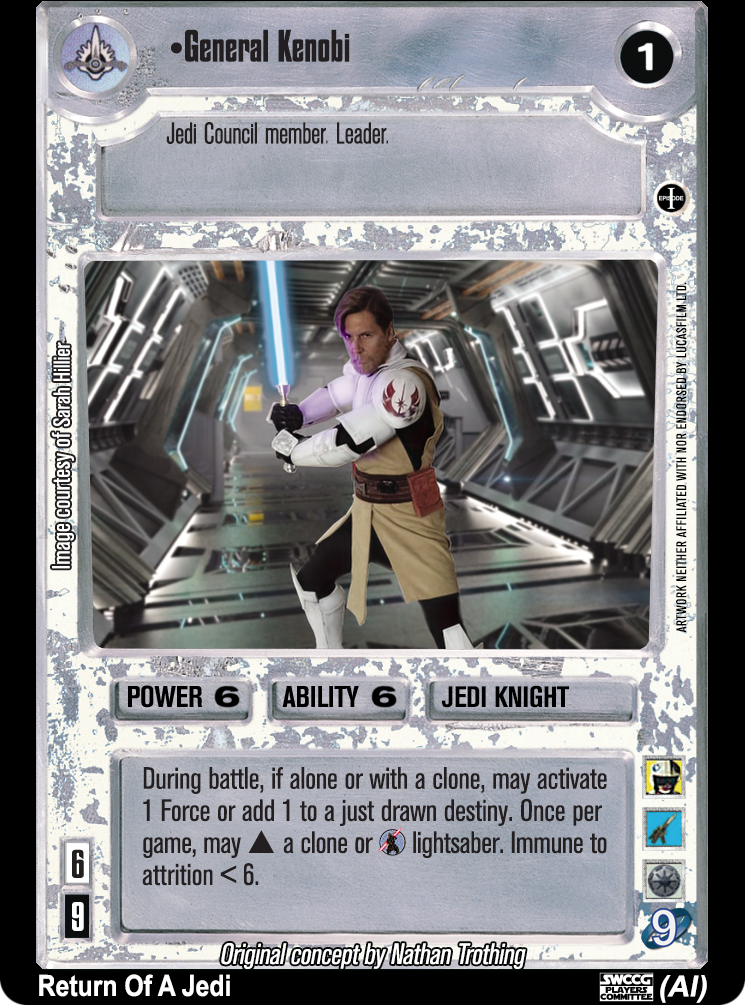 •General Kenobi
1
Jedi Council member. Leader.
EPISODE
I
Image courtesy of Sarah Hillier
ARTWORK NEITHER AFFILIATED WITH NOR ENDORSED BY LUCASFILM LTD.
POWER 6
ABILITY 6
JEDI KNIGHT
During battle, if alone or with a clone, may activate
1 Force or add 1 to a just drawn destiny. Once per
game, may ▲ a clone or lightsaber. Immune to
attrition < 6.
6
9
9
Original concept by Nathan Trothing
Return Of A Jedi
SWCCG
PLAYERS
COMMITTEE
(AI)